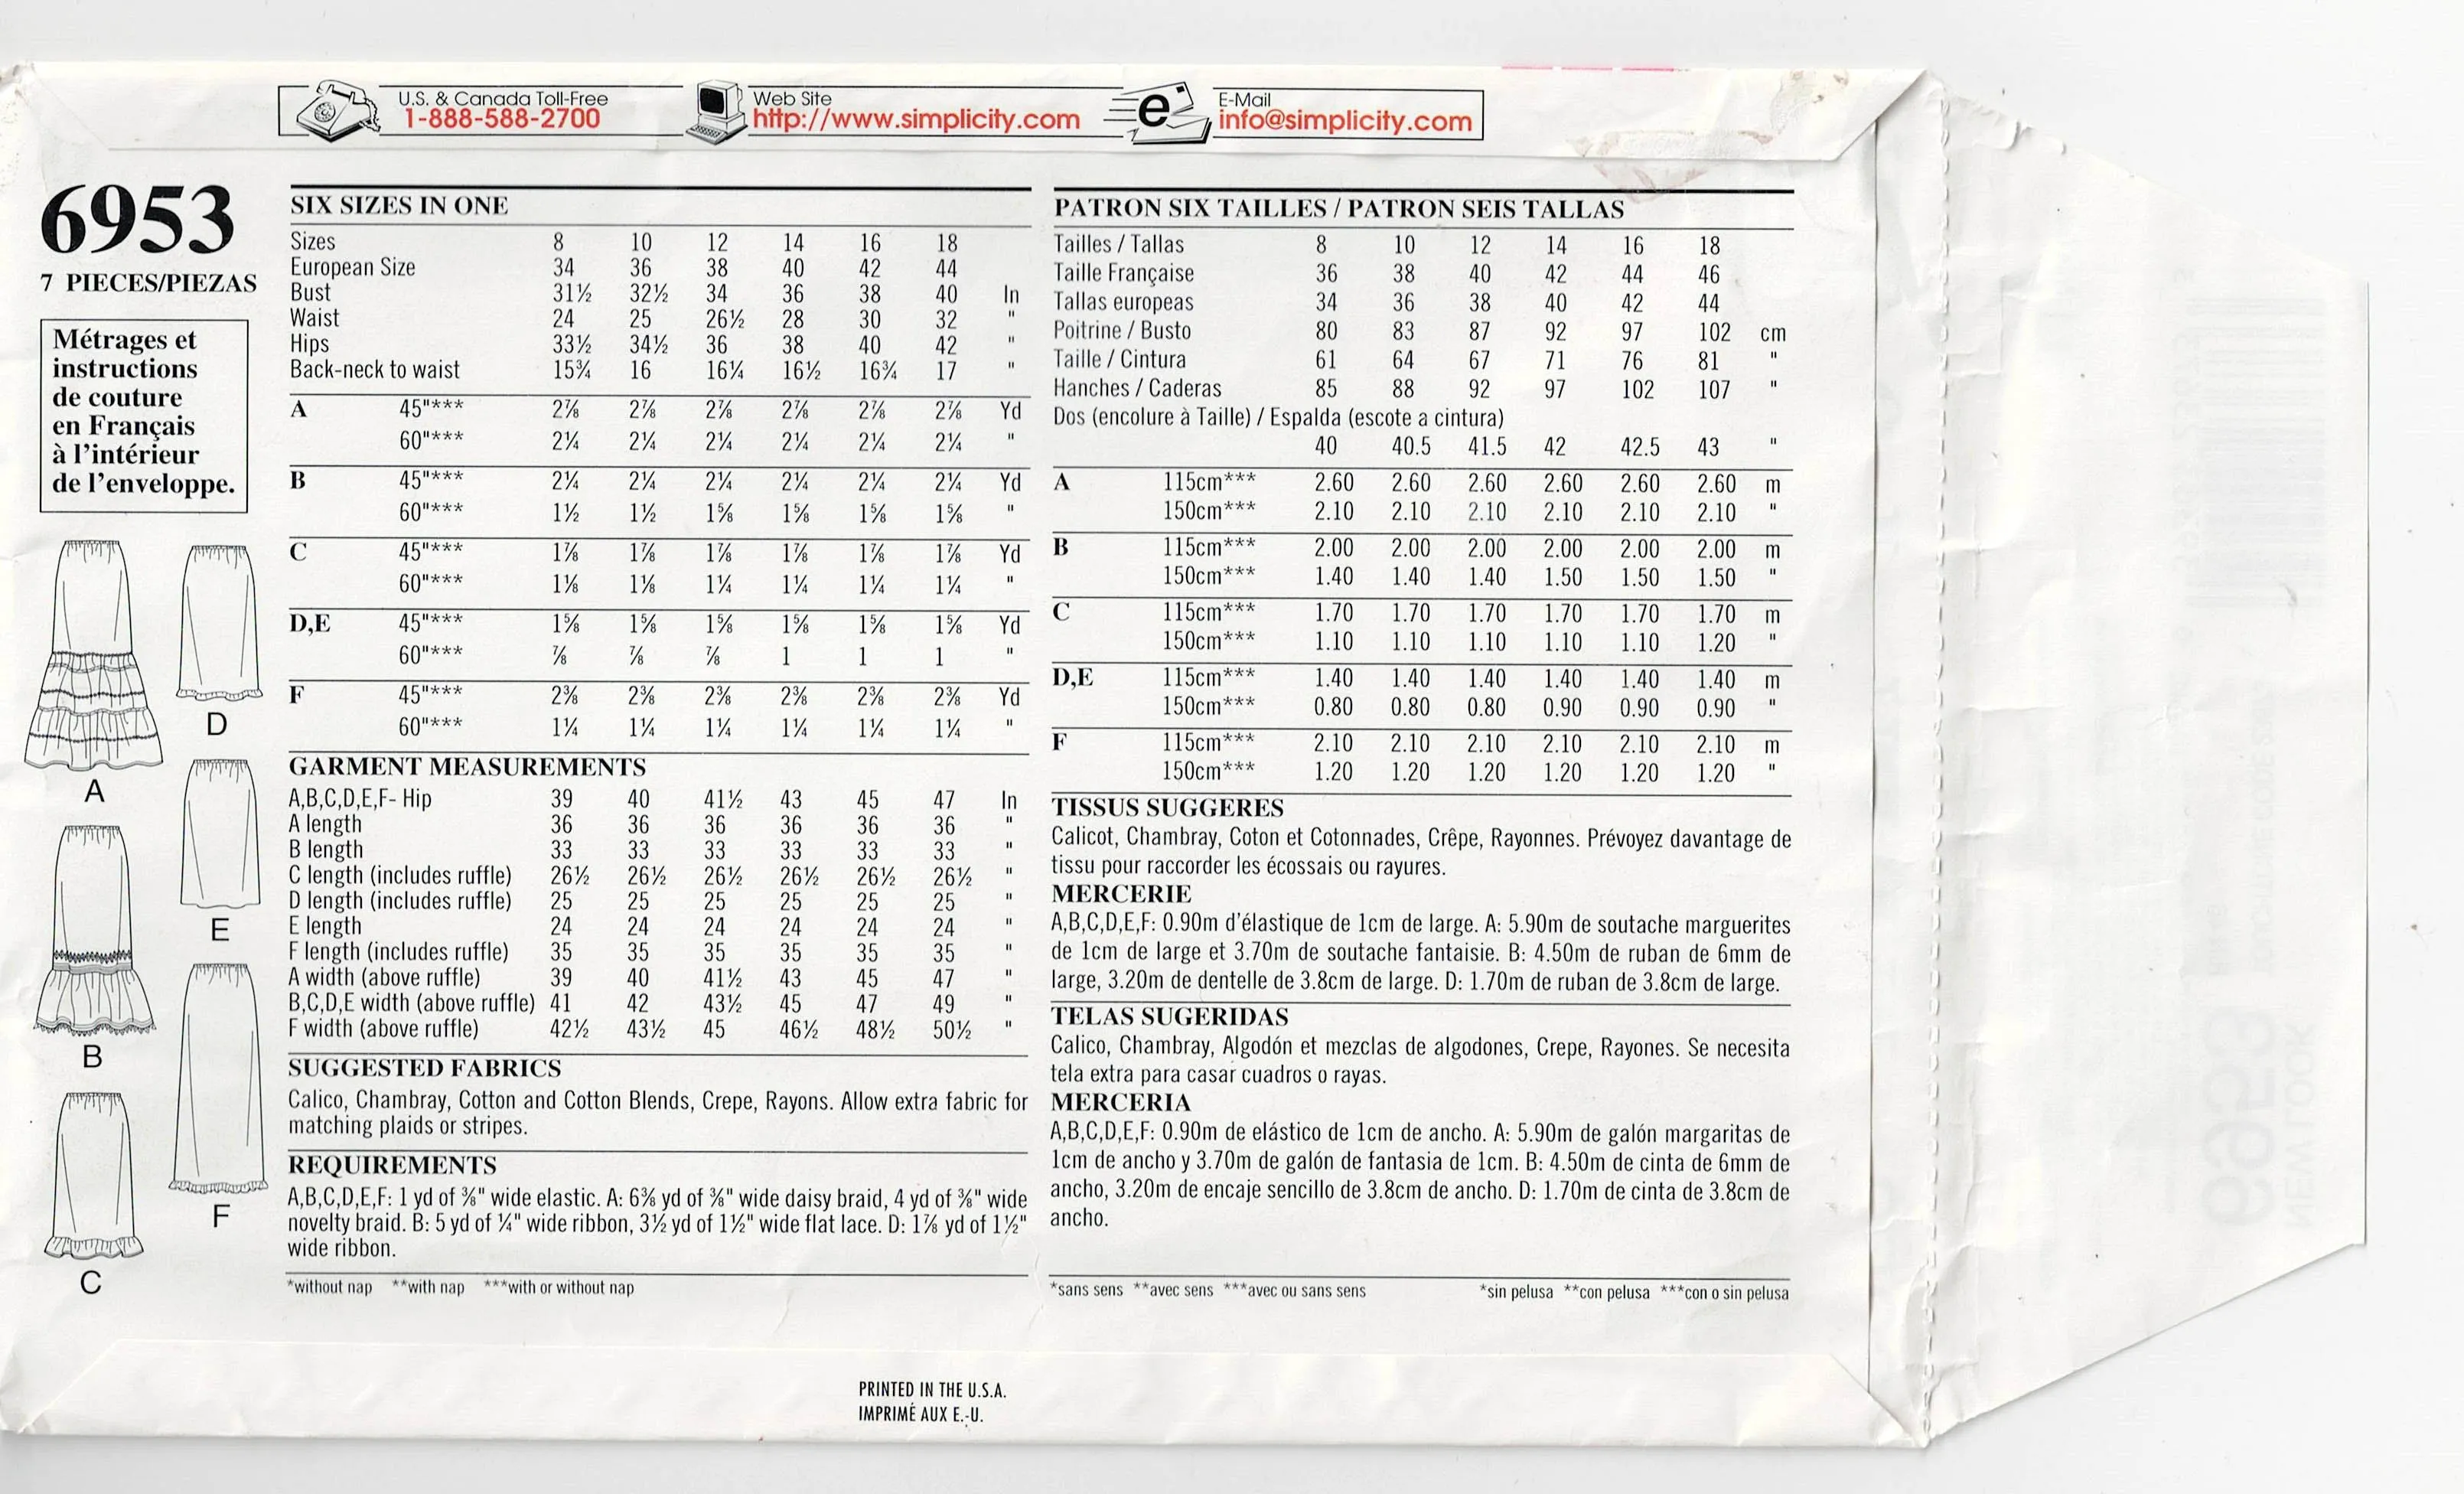 U.S. & Canada Toll-Free
1-888-588-2700
Web Site
http://www.simplicity.com
E-Mail
info@simplicity.com
6953
7 PIECES/PIEZAS
Métrages et
instructions
de couture
en Français
à l'intérieur
de l'enveloppe.
A
D
E
B
F
C
SIX SIZES IN ONE
Sizes 8 10 12 14 16 18
European Size 34 36 38 40 42 44
Bust 31½ 32½ 34 36 38 40 In
Waist 24 25 26½ 28 30 32 "
Hips 33½ 34½ 36 38 40 42 "
Back-neck to waist 15¾ 16 16¼ 16½ 16¾ 17 "
A 45"*** 2⅞ 2⅞ 2⅞ 2⅞ 2⅞ 2⅞ Yd
60"*** 2¼ 2¼ 2¼ 2¼ 2¼ 2¼ "
B 45"*** 2¼ 2¼ 2¼ 2¼ 2¼ 2¼ Yd
60"*** 1½ 1½ 1⅝ 1⅝ 1⅝ 1⅝ "
C 45"*** 1⅞ 1⅞ 1⅞ 1⅞ 1⅞ 1⅞ Yd
60"*** 1⅛ 1⅛ 1¼ 1¼ 1¼ 1¼ "
D,E 45"*** 1⅝ 1⅝ 1⅝ 1⅝ 1⅝ 1⅝ Yd
60"*** ⅞ ⅞ ⅞ 1 1 1 "
F 45"*** 2⅜ 2⅜ 2⅜ 2⅜ 2⅜ 2⅜ Yd
60"*** 1¼ 1¼ 1¼ 1¼ 1¼ 1¼ "
GARMENT MEASUREMENTS
A,B,C,D,E,F- Hip 39 40 41½ 43 45 47 In
A length 36 36 36 36 36 36 "
B length 33 33 33 33 33 33 "
C length (includes ruffle) 26½ 26½ 26½ 26½ 26½ 26½ "
D length (includes ruffle) 25 25 25 25 25 25 "
E length 24 24 24 24 24 24 "
F length (includes ruffle) 35 35 35 35 35 35 "
A width (above ruffle) 39 40 41½ 43 45 47 "
B,C,D,E width (above ruffle) 41 42 43½ 45 47 49 "
F width (above ruffle) 42½ 43½ 45 46½ 48½ 50½ "
SUGGESTED FABRICS
Calico, Chambray, Cotton and Cotton Blends, Crepe, Rayons. Allow extra fabric for
matching plaids or stripes.
REQUIREMENTS
A,B,C,D,E,F: 1 yd of ⅜" wide elastic. A: 6⅜ yd of ⅜" wide daisy braid, 4 yd of ⅜" wide
novelty braid. B: 5 yd of ¼" wide ribbon, 3½ yd of 1½" wide flat lace. D: 1⅞ yd of 1½"
wide ribbon.
*without nap **with nap ***with or without nap
PATRON SIX TAILLES / PATRON SEIS TALLAS
Tailles / Tallas 8 10 12 14 16 18
Taille Française 36 38 40 42 44 46
Tallas europeas 34 36 38 40 42 44
Poitrine / Busto 80 83 87 92 97 102 cm
Taille / Cintura 61 64 67 71 76 81 "
Hanches / Caderas 85 88 92 97 102 107 "
Dos (encolure à Taille) / Espalda (escote a cintura)
40 40.5 41.5 42 42.5 43 "
A 115cm*** 2.60 2.60 2.60 2.60 2.60 2.60 m
150cm*** 2.10 2.10 2.10 2.10 2.10 2.10 "
B 115cm*** 2.00 2.00 2.00 2.00 2.00 2.00 m
150cm*** 1.40 1.40 1.40 1.50 1.50 1.50 "
C 115cm*** 1.70 1.70 1.70 1.70 1.70 1.70 m
150cm*** 1.10 1.10 1.10 1.10 1.10 1.20 "
D,E 115cm*** 1.40 1.40 1.40 1.40 1.40 1.40 m
150cm*** 0.80 0.80 0.80 0.90 0.90 0.90 "
F 115cm*** 2.10 2.10 2.10 2.10 2.10 2.10 m
150cm*** 1.20 1.20 1.20 1.20 1.20 1.20 "
TISSUS SUGGERES
Calicot, Chambray, Coton et Cotonnades, Crêpe, Rayonnes. Prévoyez davantage de
tissu pour raccorder les écossais ou rayures.
MERCERIE
A,B,C,D,E,F: 0.90m d'élastique de 1cm de large. A: 5.90m de soutache marguerites
de 1cm de large et 3.70m de soutache fantaisie. B: 4.50m de ruban de 6mm de
large, 3.20m de dentelle de 3.8cm de large. D: 1.70m de ruban de 3.8cm de large.
TELAS SUGERIDAS
Calico, Chambray, Algodón et mezclas de algodones, Crepe, Rayones. Se necesita
tela extra para casar cuadros o rayas.
MERCERIA
A,B,C,D,E,F: 0.90m de elástico de 1cm de ancho. A: 5.90m de galón margaritas de
1cm de ancho y 3.70m de galón de fantasia de 1cm. B: 4.50m de cinta de 6mm de
ancho, 3.20m de encaje sencillo de 3.8cm de ancho. D: 1.70m de cinta de 3.8cm de
ancho.
*sans sens **avec sens ***avec ou sans sens
*sin pelusa **con pelusa ***con o sin pelusa
PRINTED IN THE U.S.A.
IMPRIMÉ AUX E.-U.
6953
NEW LOOK